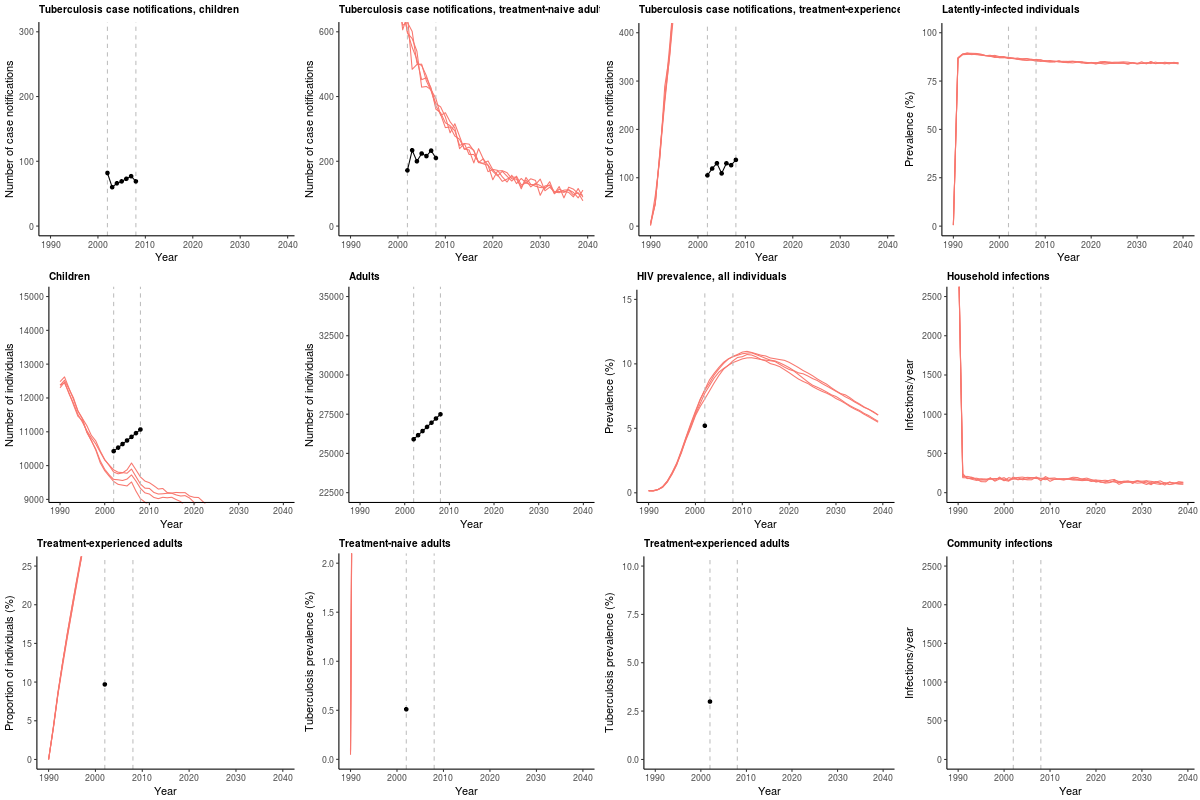 Tuberculosis case notifications, children
Number of case notifications
300
200
100
0
1990 2000 2010 2020 2030 2040
Year
Tuberculosis case notifications, treatment-naive adult
Number of case notifications
600
400
200
0
1990 2000 2010 2020 2030 2040
Year
Tuberculosis case notifications, treatment-experience
Number of case notifications
400
300
200
100
0
1990 2000 2010 2020 2030 2040
Year
Latently-infected individuals
Prevalence (%)
100
75
50
25
0
1990 2000 2010 2020 2030 2040
Year
Children
Number of individuals
15000
14000
13000
12000
11000
10000
9000
1990 2000 2010 2020 2030 2040
Year
Adults
Number of individuals
35000
32500
30000
27500
25000
22500
1990 2000 2010 2020 2030 2040
Year
HIV prevalence, all individuals
Prevalence (%)
15
10
5
0
1990 2000 2010 2020 2030 2040
Year
Household infections
Infections/year
2500
2000
1500
1000
500
0
1990 2000 2010 2020 2030 2040
Year
Treatment-experienced adults
Proportion of individuals (%)
25
20
15
10
5
0
1990 2000 2010 2020 2030 2040
Year
Treatment-naive adults
Tuberculosis prevalence (%)
2.0
1.5
1.0
0.5
0.0
1990 2000 2010 2020 2030 2040
Year
Treatment-experienced adults
Tuberculosis prevalence (%)
10.0
7.5
5.0
2.5
0.0
1990 2000 2010 2020 2030 2040
Year
Community infections
Infections/year
2500
2000
1500
1000
500
0
1990 2000 2010 2020 2030 2040
Year